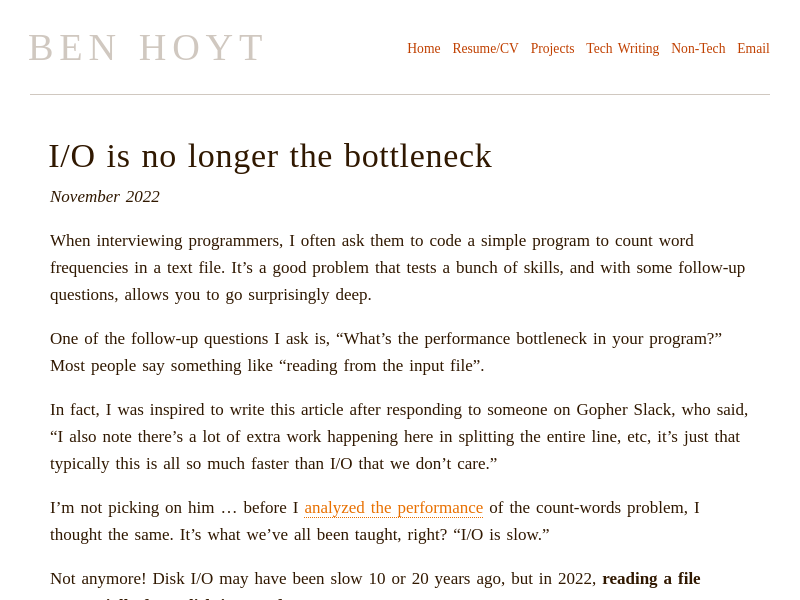 BEN HOYT
Home Resume/CV Projects Tech Writing Non-Tech Email
I/O is no longer the bottleneck
November 2022
When interviewing programmers, I often ask them to code a simple program to count word
frequencies in a text file. It’s a good problem that tests a bunch of skills, and with some follow-up
questions, allows you to go surprisingly deep.
One of the follow-up questions I ask is, “What’s the performance bottleneck in your program?”
Most people say something like “reading from the input file”.
In fact, I was inspired to write this article after responding to someone on Gopher Slack, who said,
“I also note there’s a lot of extra work happening here in splitting the entire line, etc, it’s just that
typically this is all so much faster than I/O that we don’t care.”
I’m not picking on him … before I analyzed the performance of the count-words problem, I
thought the same. It’s what we’ve all been taught, right? “I/O is slow.”
Not anymore! Disk I/O may have been slow 10 or 20 years ago, but in 2022, reading a file